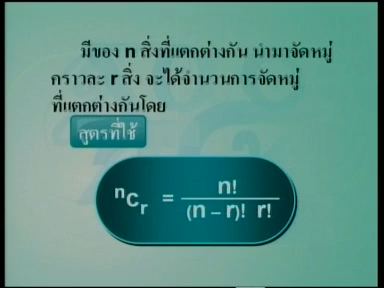 มีของ n สิ่งที่แตกต่างกัน นำมาจัดหมู่
คราวละ r สิ่ง จะได้จำนวนการจัดหมู่
ที่แตกต่างกันโดย
สูตรที่ใช้
nCr = n! / (n – r)! r!